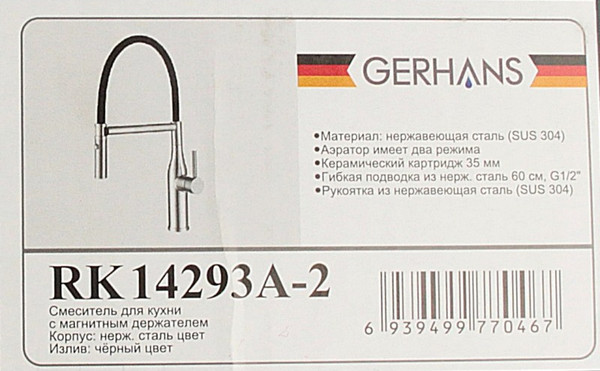 GERHANS
•Материал: нержавеющая сталь (SUS 304)
•Аэратор имеет два режима
•Керамический картридж 35 мм
•Гибкая подводка из нерж. сталь 60 см, G1/2"
•Рукоятка из нержавеющая сталь (SUS 304)
RK14293A-2
Смеситель для кухни
с магнитным держателем
Корпус: нерж. сталь цвет
Излив: чёрный цвет
6 939499 770467